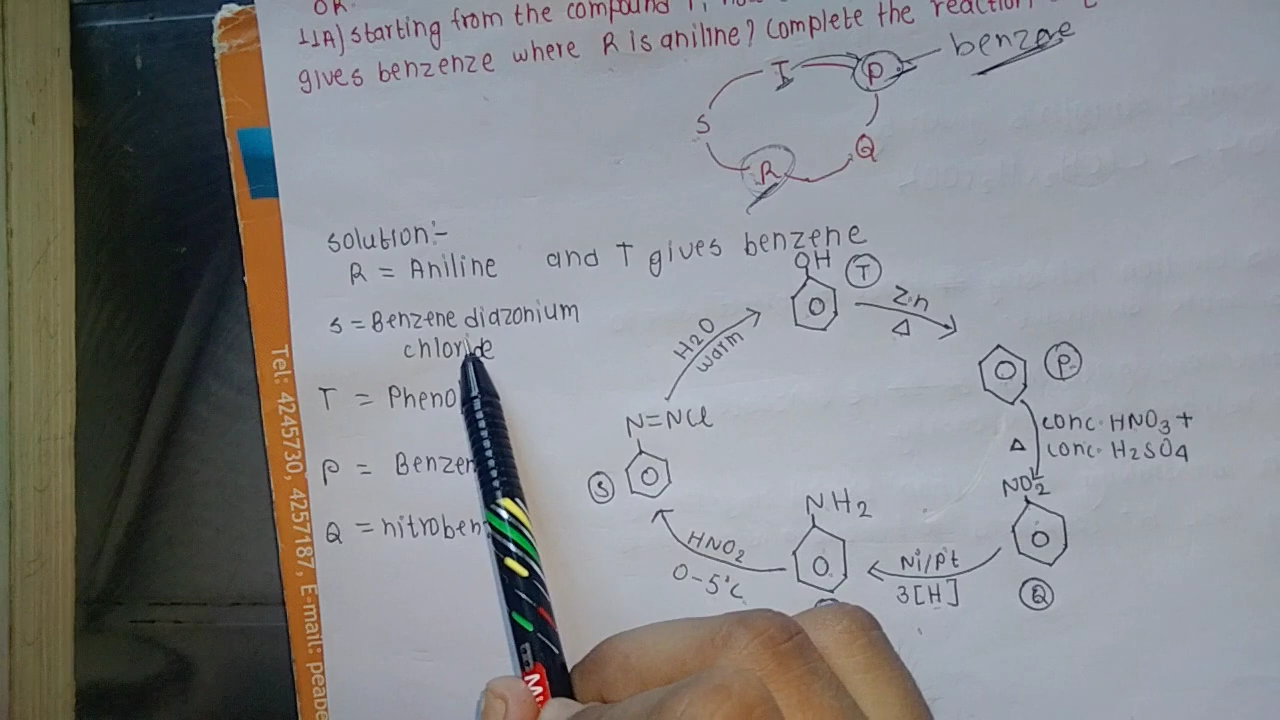 OR
11A) starting from the compound
gives benzenze where R is aniline? Complete the reaction
benzene
T
P
S
Q
R
solution:-
R = Aniline and T gives benzene
S = Benzene diazonium
chloride
T = Pheno
P = Benzen
Q = nitroben
OH
T
Zn
Δ
H2O
warm
P
conc. HNO3 +
Δ conc. H2SO4
N=NCl
S
NO2
NH2
HNO2
0-5°C
Ni/Pt
3[H]
Q
Tel: 4245730, 4257187, E-mail: peabe